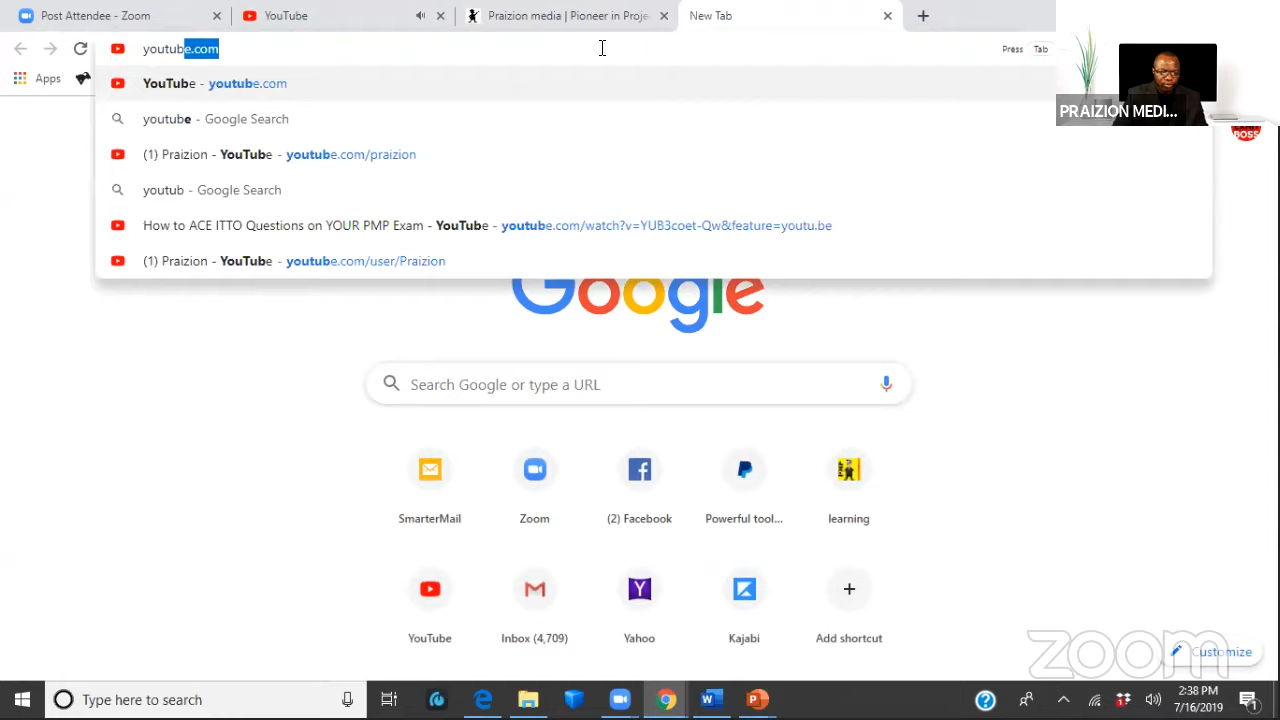 Post Attendee - Zoom
YouTube
Praizion media | Pioneer in Proje
New Tab
youtube.com
Press Tab
YouTube - youtube.com
youtube - Google Search
(1) Praizion - YouTube - youtube.com/praizion
youtub - Google Search
How to ACE ITTO Questions on YOUR PMP Exam - YouTube - youtube.com/watch?v=YUB3coet-Qw&feature=youtu.be
(1) Praizion - YouTube - youtube.com/user/Praizion
Apps
PRAIZION MEDI...
BOSS
Google
Search Google or type a URL
SmarterMail
Zoom
(2) Facebook
Powerful tool...
learning
YouTube
Inbox (4,709)
Yahoo
Kajabi
Add shortcut
zoom
Customize
Type here to search
2:38 PM
7/16/2019
1